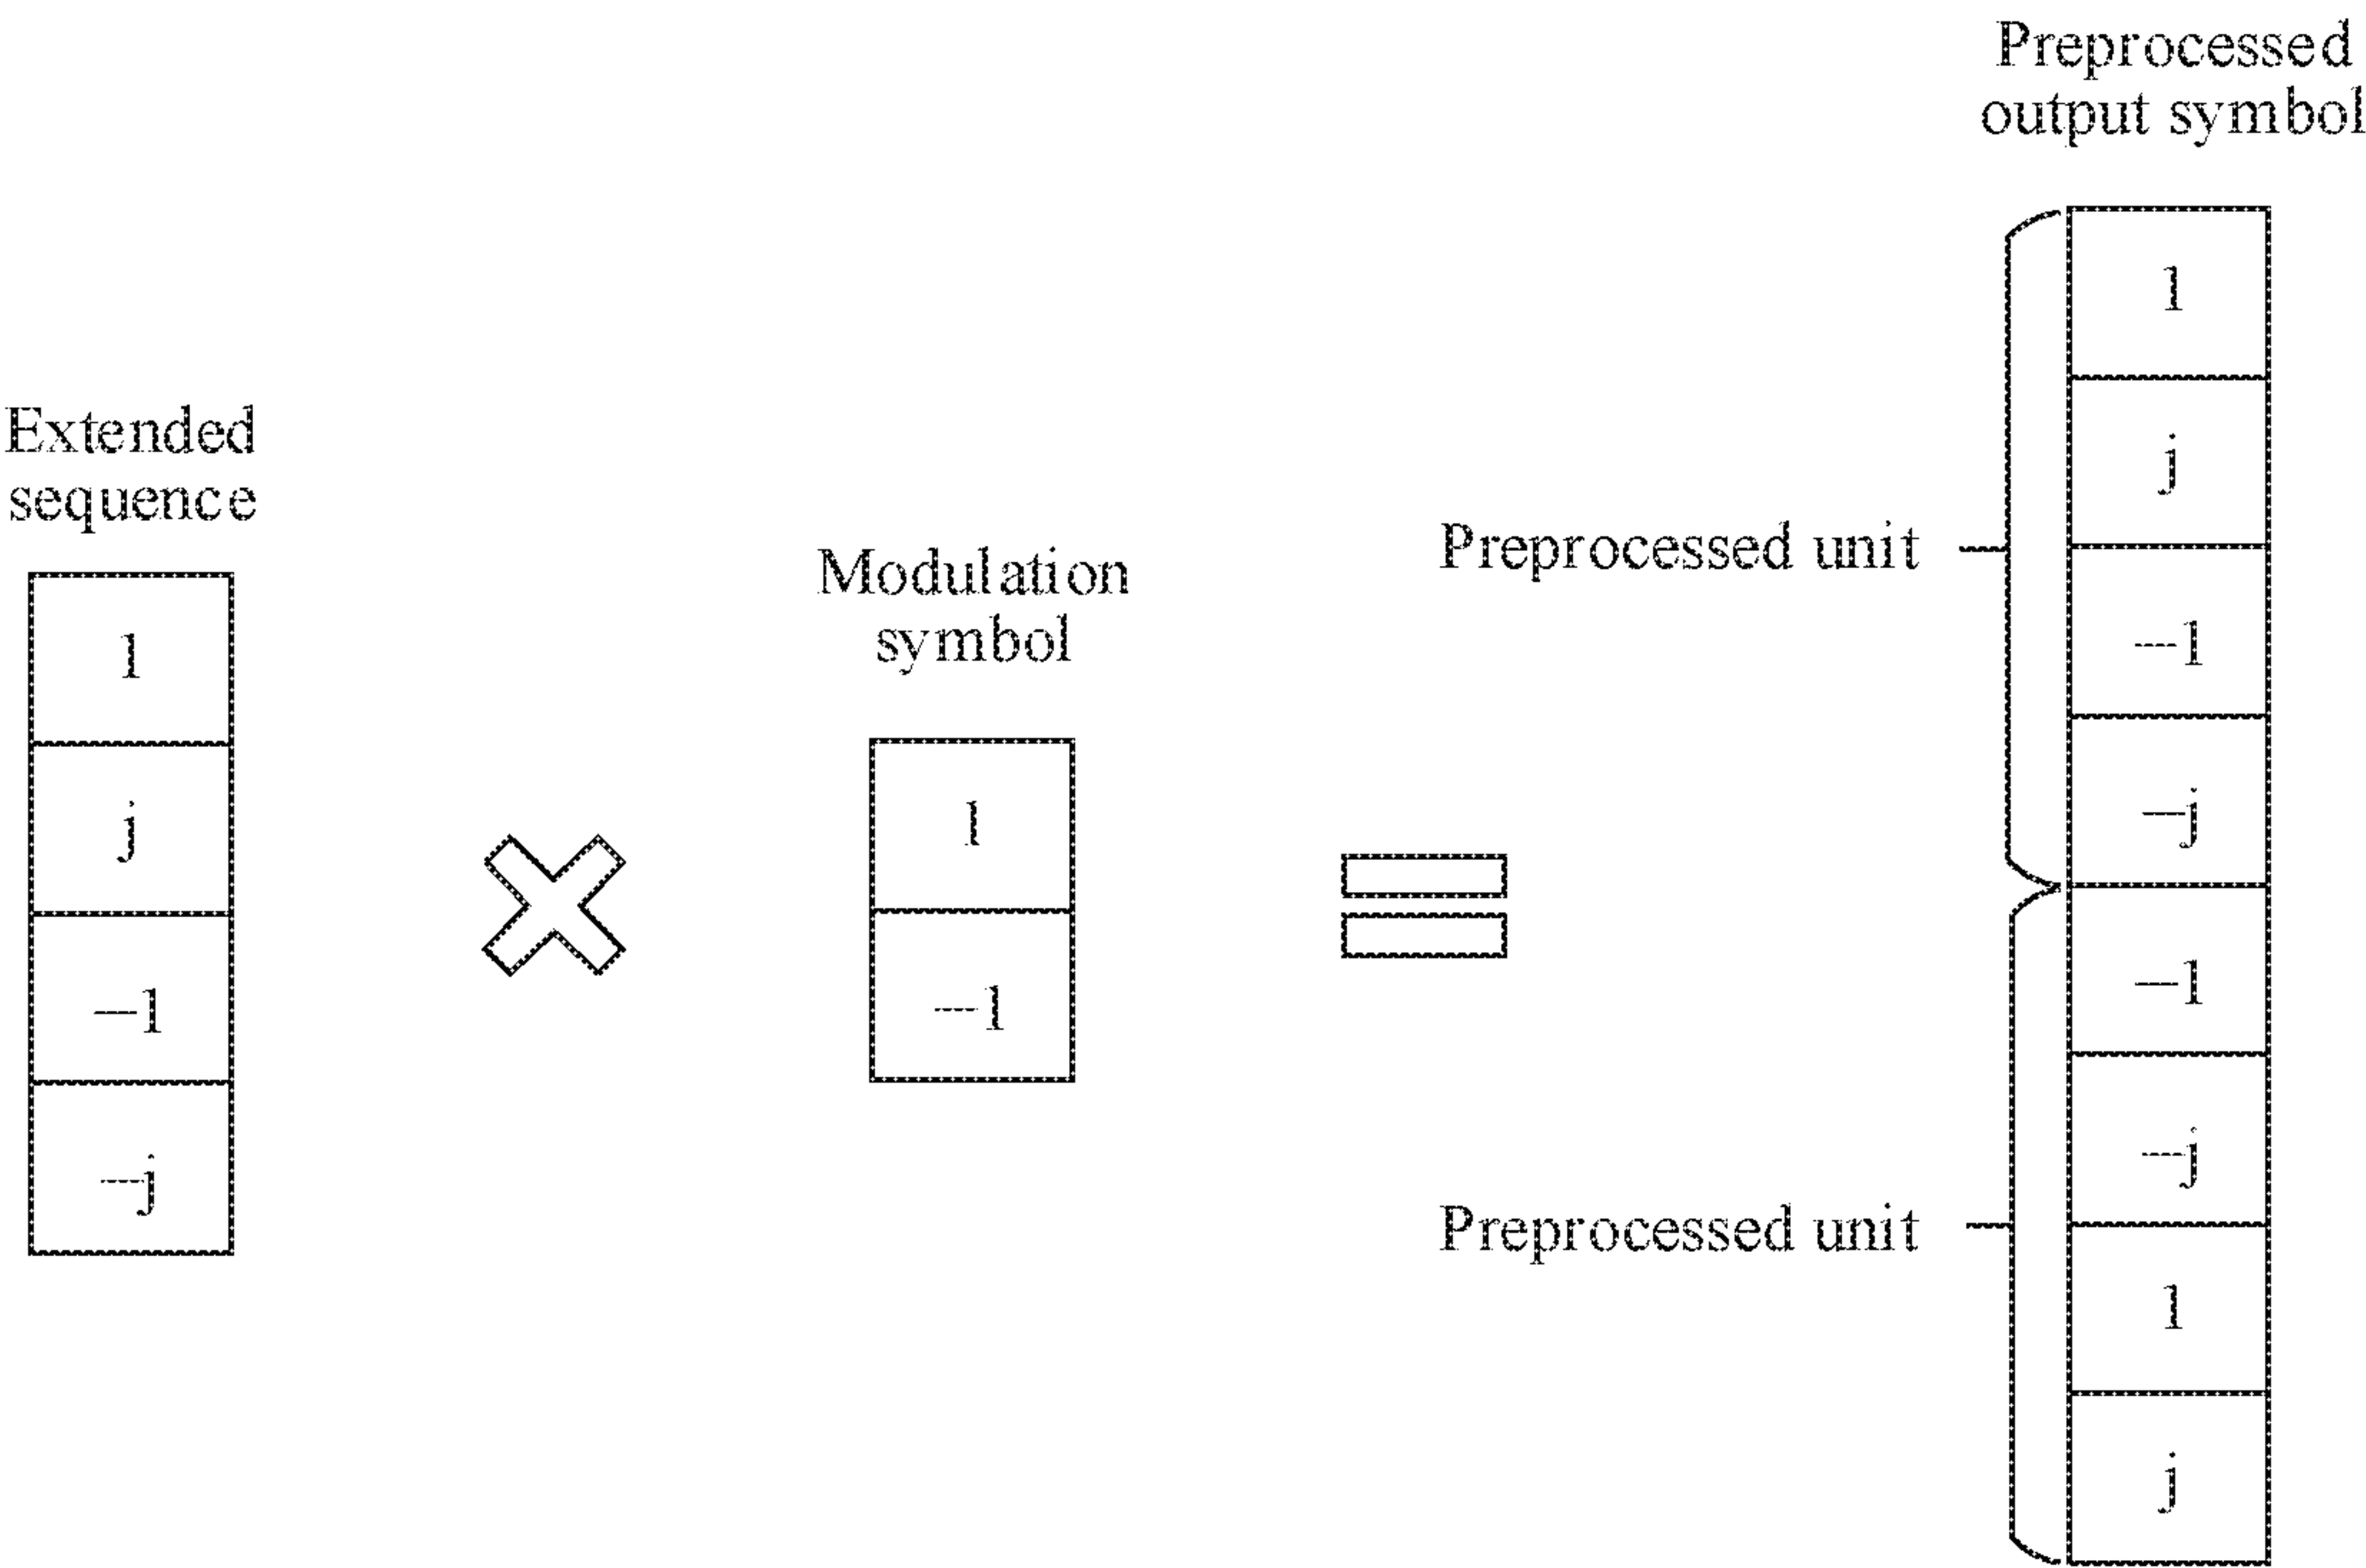 Extended
sequence
1
j
—1
—j
Modulation
symbol
1
—1
Preprocessed unit
Preprocessed unit
Preprocessed
output symbol
1
j
—1
—j
—1
—j
1
j